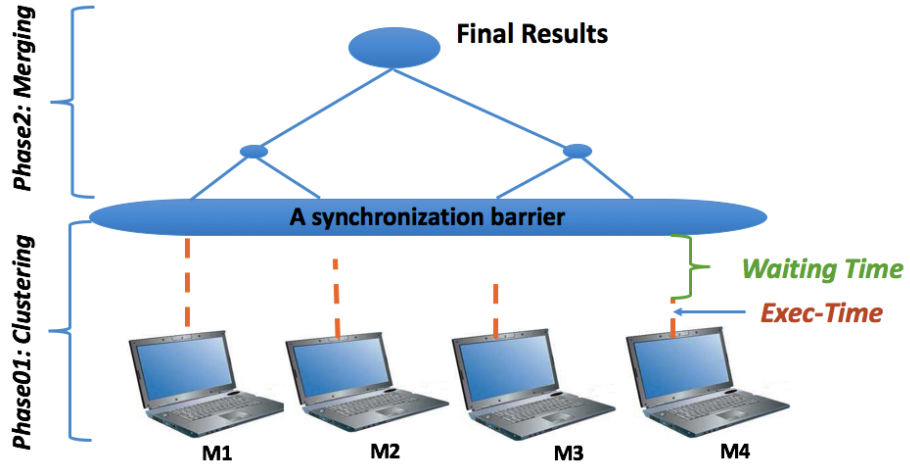 Final Results
Phase2: Merging
A synchronization barrier
Phase01: Clustering
Waiting Time
Exec-Time
M1
M2
M3
M4